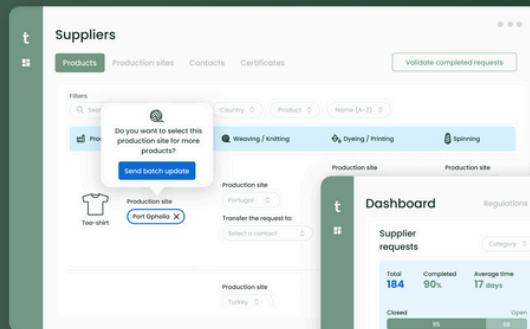 t
Suppliers
Products Production sites Contacts Certificates
Validate completed requests
Filters
Country Product Name (A-Z)
Do you want to select this
production site for more
products?
Send batch update
Weaving / Knitting Dyeing / Printing Spinning
Production site Production site
Tee-shirt
Production site
Port Ophelia X
Production site
Portugal
Transfer the request to:
Select a contact
Production site
Turkey
t
Dashboard Regulations
Supplier
requests
Category
Total Completed Average time
184 90% 17 days
Closed Open